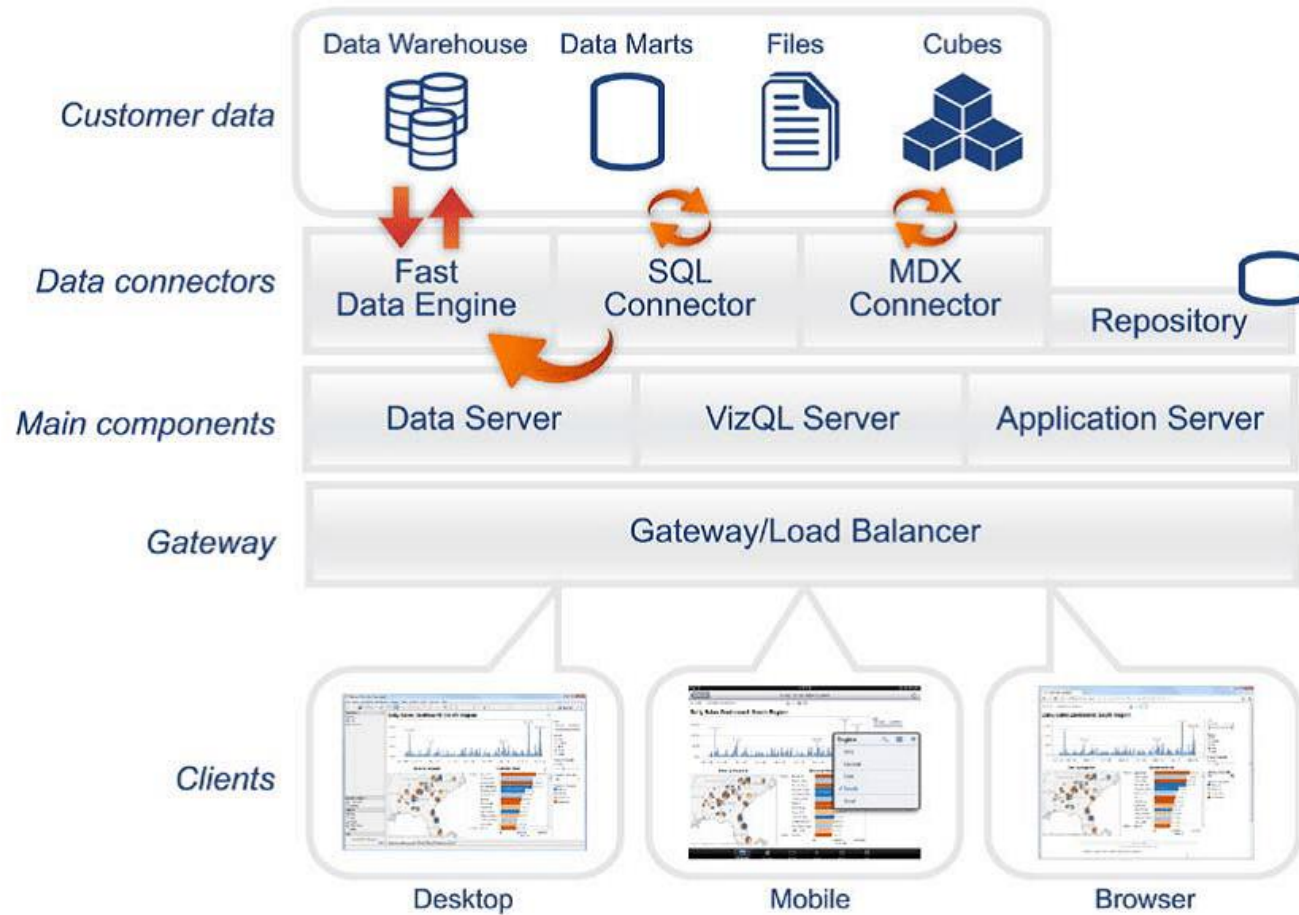 Data Warehouse
Data Marts
Files
Cubes
Customer data
Data connectors
Fast
Data Engine
SQL
Connector
MDX
Connector
Repository
Main components
Data Server
VizQL Server
Application Server
Gateway
Gateway/Load Balancer
Clients
Desktop
Mobile
Browser